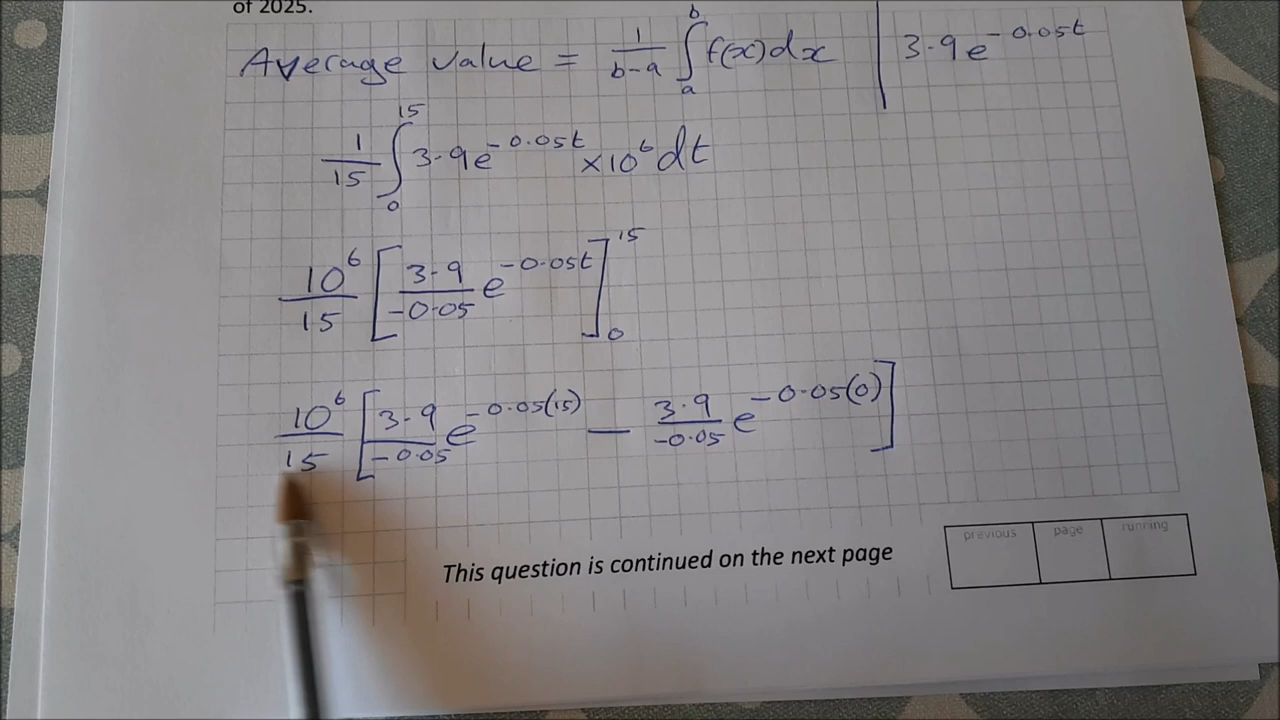 of 2025.
Average value = 1/(b-a) ∫_a^b f(x)dx | 3.9e^(-0.05t)
1/15 ∫_0^15 3.9e^(-0.05t) ×10^6 dt
10^6/15 [3.9/-0.05 e^(-0.05t)]_0^15
10^6/15 [3.9/-0.05 e^(-0.05(15)) — 3.9/-0.05 e^(-0.05(0))]
previous page running
This question is continued on the next page